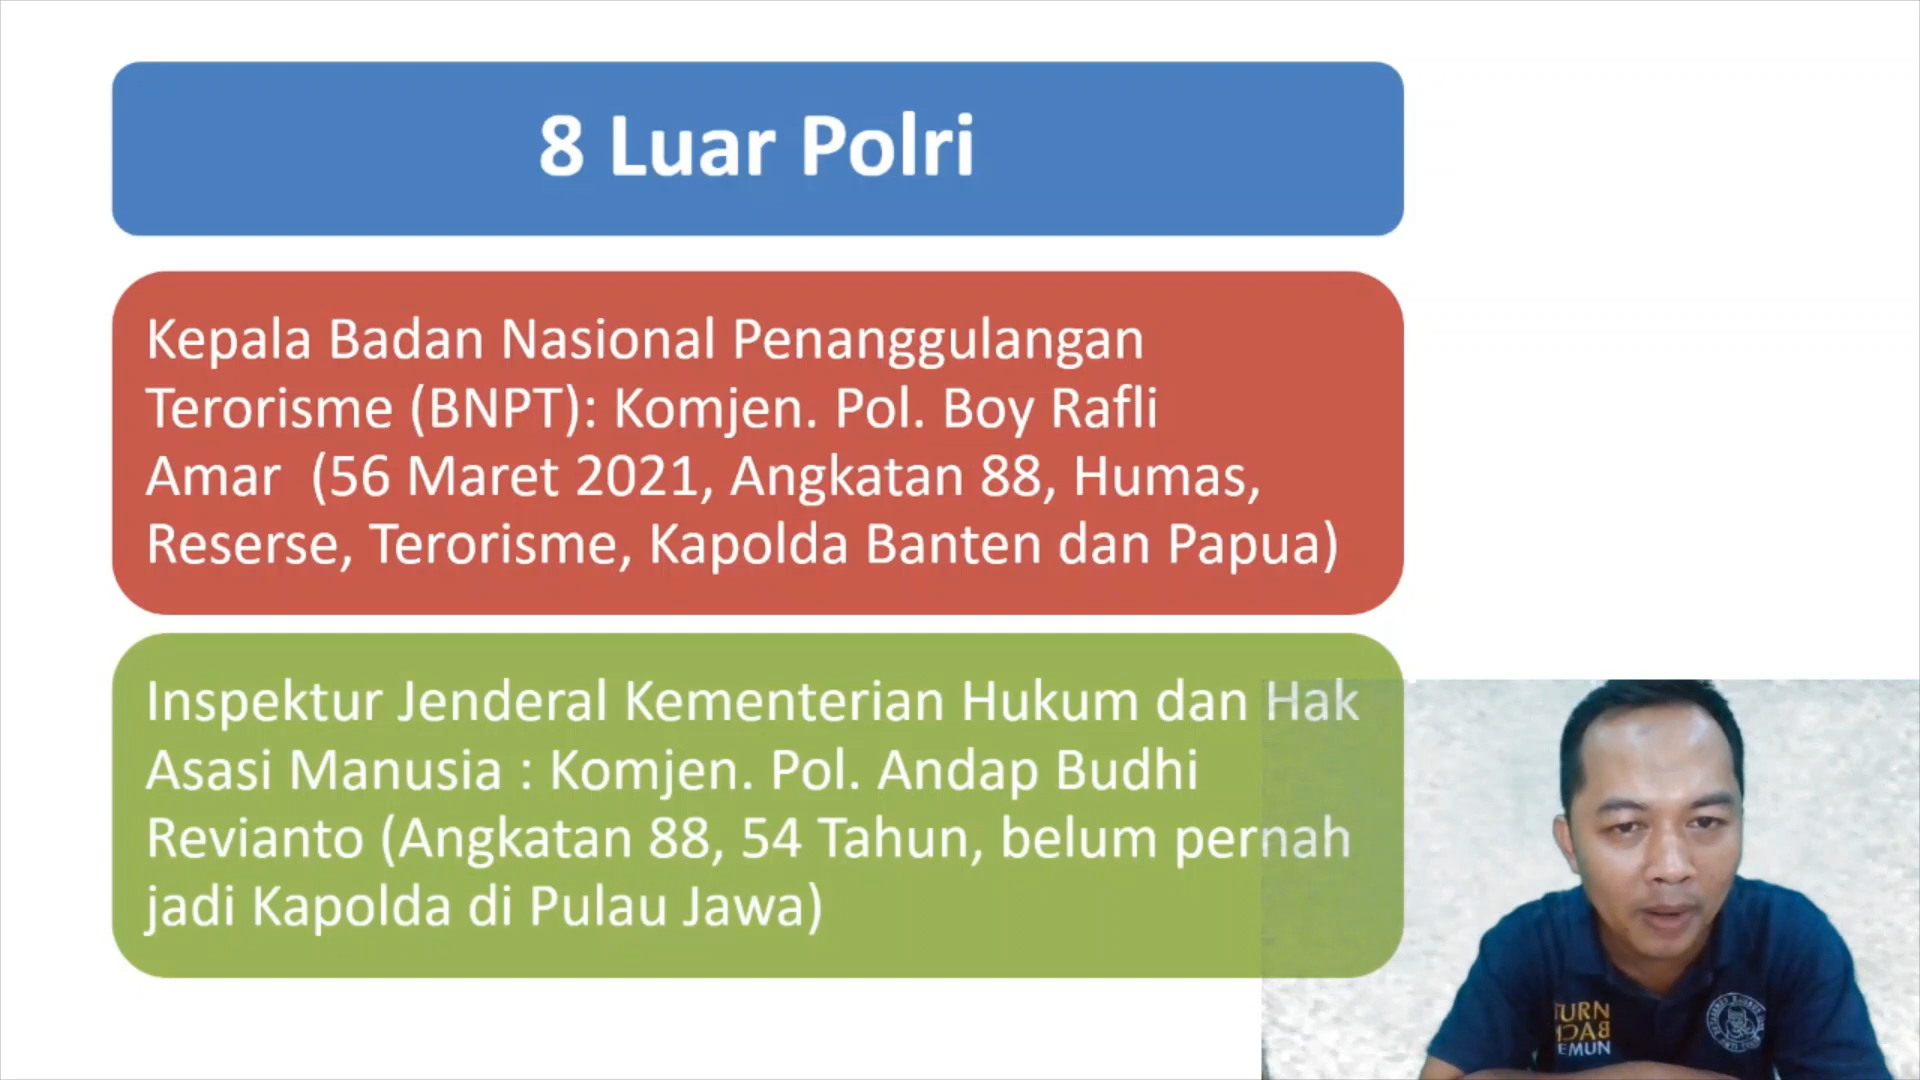 8 Luar Polri
Kepala Badan Nasional Penanggulangan
Terorisme (BNPT): Komjen. Pol. Boy Rafli
Amar  (56 Maret 2021, Angkatan 88, Humas,
Reserse, Terorisme, Kapolda Banten dan Papua)
Inspektur Jenderal Kementerian Hukum dan Hak
Asasi Manusia : Komjen. Pol. Andap Budhi
Revianto (Angkatan 88, 54 Tahun, belum pernah
jadi Kapolda di Pulau Jawa)
TURN
BACK